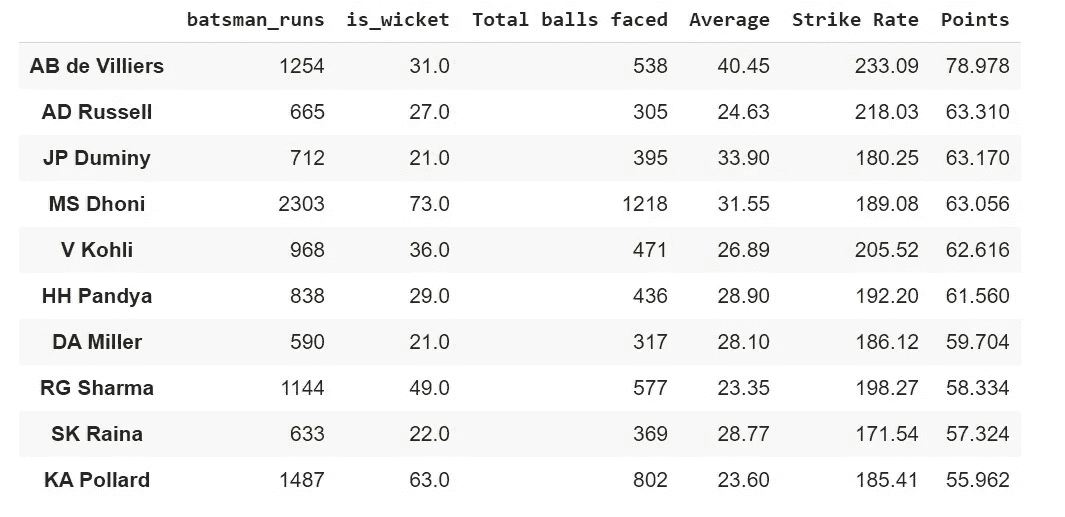 batsman_runs is_wicket Total balls faced Average Strike Rate Points
AB de Villiers 1254 31.0 538 40.45 233.09 78.978
AD Russell 665 27.0 305 24.63 218.03 63.310
JP Duminy 712 21.0 395 33.90 180.25 63.170
MS Dhoni 2303 73.0 1218 31.55 189.08 63.056
V Kohli 968 36.0 471 26.89 205.52 62.616
HH Pandya 838 29.0 436 28.90 192.20 61.560
DA Miller 590 21.0 317 28.10 186.12 59.704
RG Sharma 1144 49.0 577 23.35 198.27 58.334
SK Raina 633 22.0 369 28.77 171.54 57.324
KA Pollard 1487 63.0 802 23.60 185.41 55.962